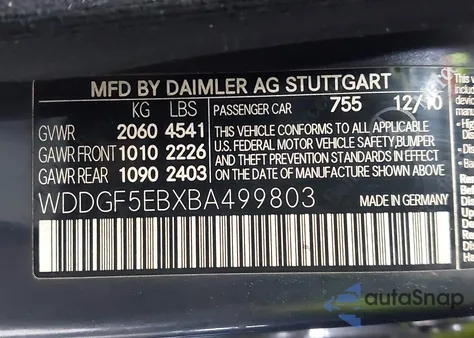 MFD BY DAIMLER AG STUTTGART
KG LBS PASSENGER CAR 755 12/10
GVWR 2060 4541
GAWR FRONT 1010 2226
GAWR REAR 1090 2403
THIS VEHICLE CONFORMS TO ALL APPLICABLE
U.S. FEDERAL MOTOR VEHICLE SAFETY, BUMPER
AND THEFT PREVENTION STANDARDS IN EFFECT
ON THE DATE OF MANUFACTURE SHOWN ABOVE.
WDDGF5EBXBA499803 MADE IN GERMANY
This v
autoSnap